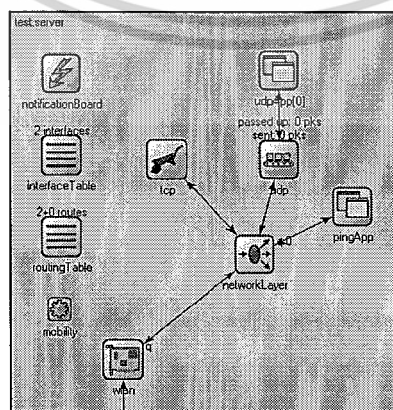 test.server
notificationBoard
udpApp[0]
2 interfaces
passed up: 0 pks
sent: 0 pks
interfaceTable
tcp
udp
2+0 routes
pingApp
routingTable
networkLayer
mobility
q
wlan